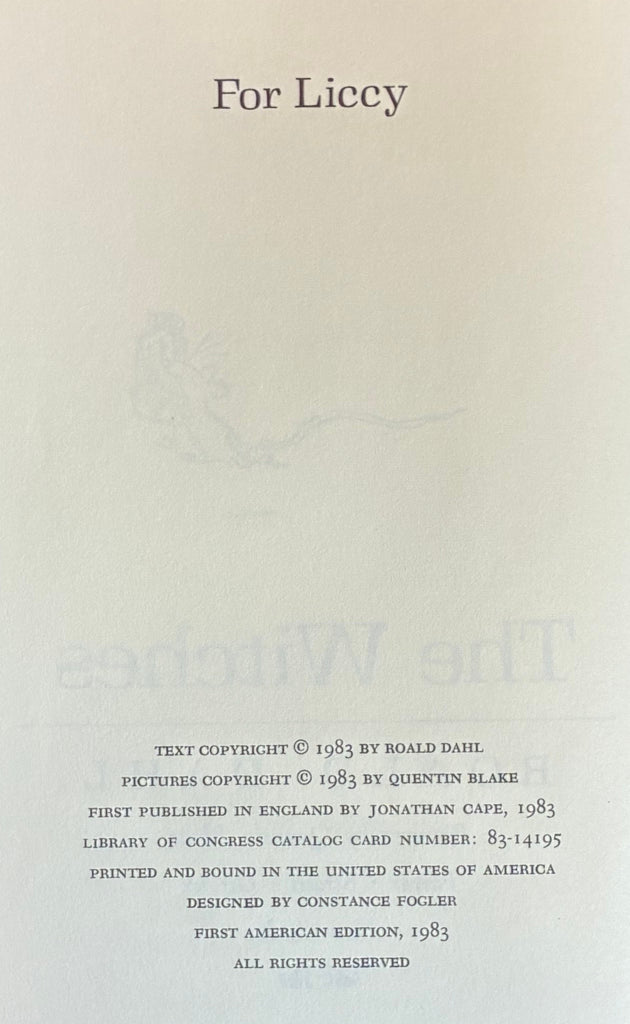 For Liccy
The Witches
TEXT COPYRIGHT © 1983 BY ROALD DAHL
PICTURES COPYRIGHT © 1983 BY QUENTIN BLAKE
FIRST PUBLISHED IN ENGLAND BY JONATHAN CAPE, 1983
LIBRARY OF CONGRESS CATALOG CARD NUMBER: 83-14195
PRINTED AND BOUND IN THE UNITED STATES OF AMERICA
DESIGNED BY CONSTANCE FOGLER
FIRST AMERICAN EDITION, 1983
ALL RIGHTS RESERVED